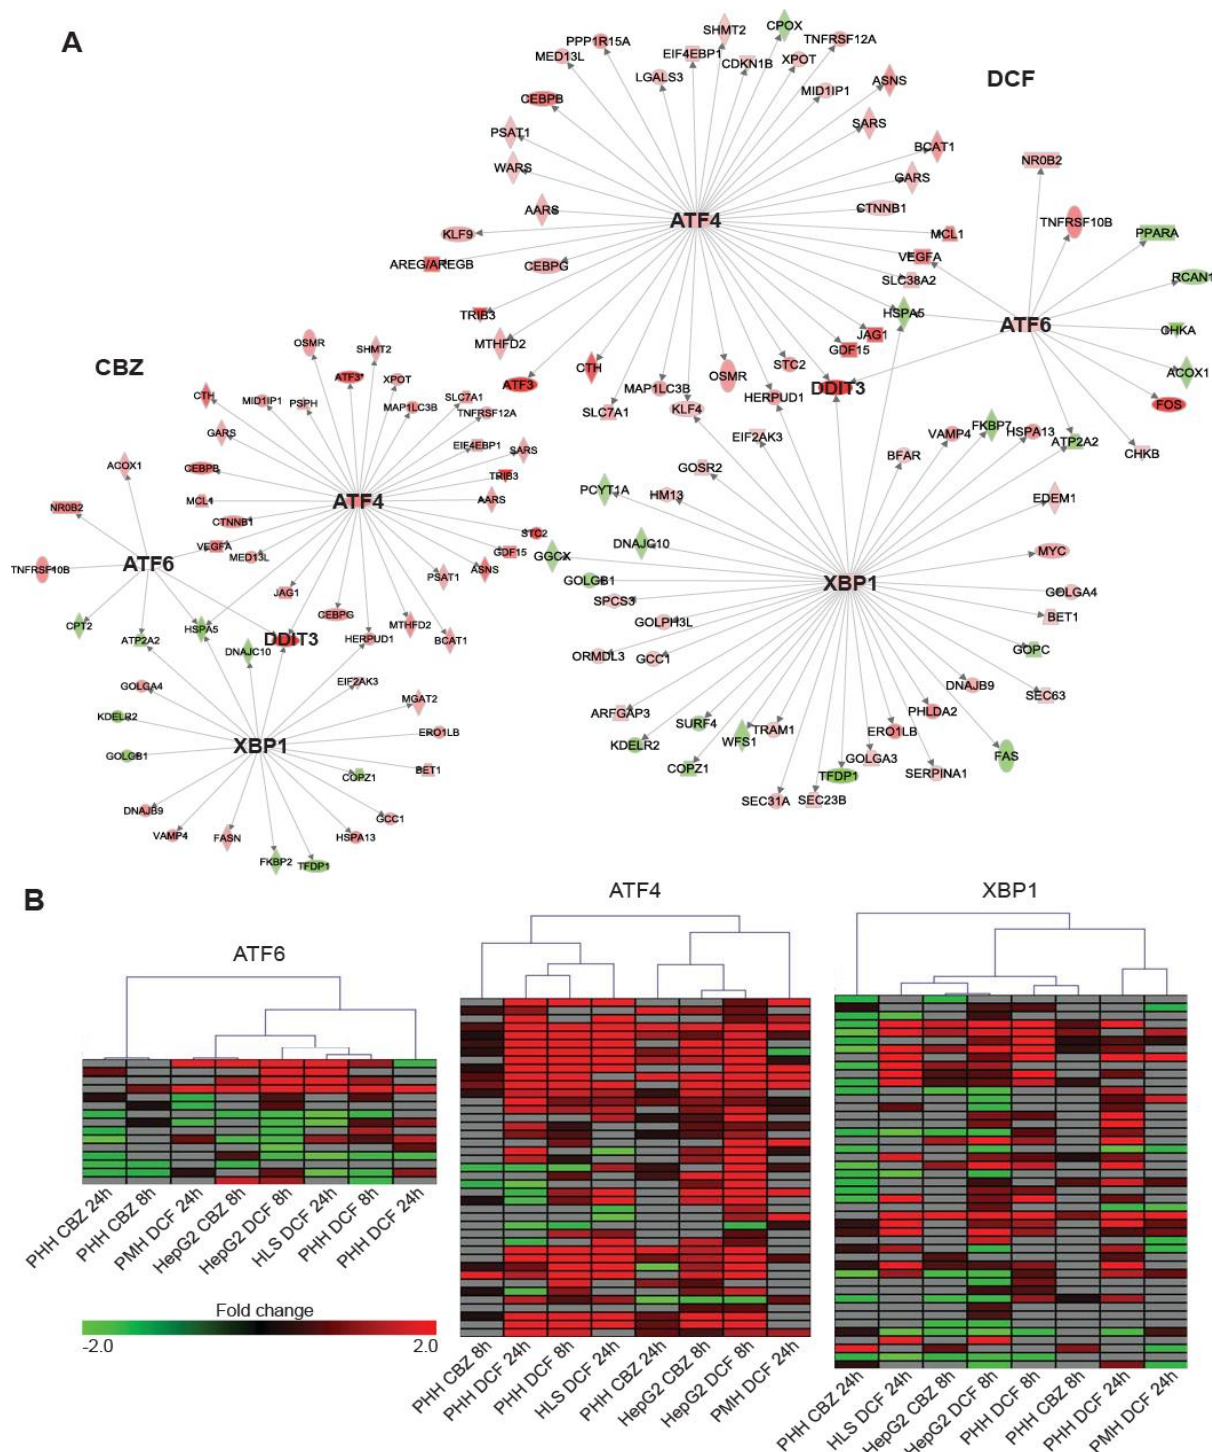 A
DCF
SHMT2
CPOX
PPP1R15A
EIF4EBP1
TNFRSF12A
MED13L
CDKN1B
XPOT
LGALS3
ASNS
MID1IP1
CEBPB
SARS
PSAT1
BCAT1
NR0B2
WARS
GARS
AARS
CTNNB1
TNFRSF10B
ATF4
KLF9
MCL1
PPARA
AREG/AREGB
CEBPG
VEGFA
RCAN1
SLC38A2
TRIB3
HSPA5
ATF6
CHKA
MTHFD2
JAG1
GDF15
CTH
STC2
ACOX1
ATF3
OSMR
DDIT3
MAP1LC3B
HERPUD1
FOS
SLC7A1
KLF4
FKBP7
HSPA13
EIF2AK3
VAMP4
ATP2A2
BFAR
CHKB
GOSR2
PCYT1A
HM13
EDEM1
DNAJC10
MYC
GGCX
GOLGB1
XBP1
GOLGA4
SPCS3
BET1
GOLPH3L
GOPC
ORMDL3
GCC1
DNAJB9
SEC63
ARFGAP3
PHLDA2
SURF4
TRAM1
ERO1LB
KDELR2
WFS1
FAS
GOLGA3
COPZ1
TFDP1
SERPINA1
SEC31A
SEC23B
CBZ
OSMR
SHMT2
ATF3*
XPOT
CTH
MID1IP1
PSPH
MAP1LC3B
SLC7A1
TNFRSF12A
GARS
EIF4EBP1
SARS
ACOX1
CEBPB
TRIB3
MCL1
ATF4
AARS
NR0B2
CTNNB1
STC2
VEGFA
MED13L
GDF15
ATF6
TNFRSF10B
ASNS
PSAT1
JAG1
CEBPG
CPT2
MTHFD2
HSPA5
ATP2A2
DDIT3
HERPUD1
BCAT1
DNAJC10
GOLGA4
EIF2AK3
MGAT2
KDELR2
ERO1LB
XBP1
GOLGB1
BET1
COPZ1
DNAJB9
GCC1
VAMP4
FASN
HSPA13
FKBP2
TFDP1
B
ATF6
PHH CBZ 24h
PHH CBZ 8h
PMH DCF 24h
HepG2 CBZ 8h
HepG2 DCF 8h
HLS DCF 24h
PHH DCF 8h
PHH DCF 24h
Fold change
-2.0
2.0
ATF4
PHH CBZ 8h
PHH DCF 24h
PHH DCF 8h
HLS DCF 24h
PHH CBZ 24h
HepG2 CBZ 8h
HepG2 DCF 8h
PMH DCF 24h
XBP1
PHH CBZ 24h
HLS DCF 24h
HepG2 CBZ 8h
HepG2 DCF 8h
PHH DCF 8h
PHH CBZ 8h
PHH DCF 24h
PMH DCF 24h